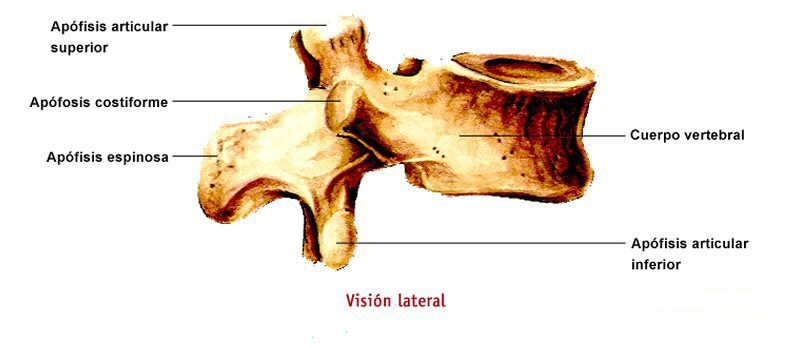 Apófisis articular
superior
Apófosis costiforme
Apófisis espinosa
Cuerpo vertebral
Apófisis articular
inferior
Visión lateral